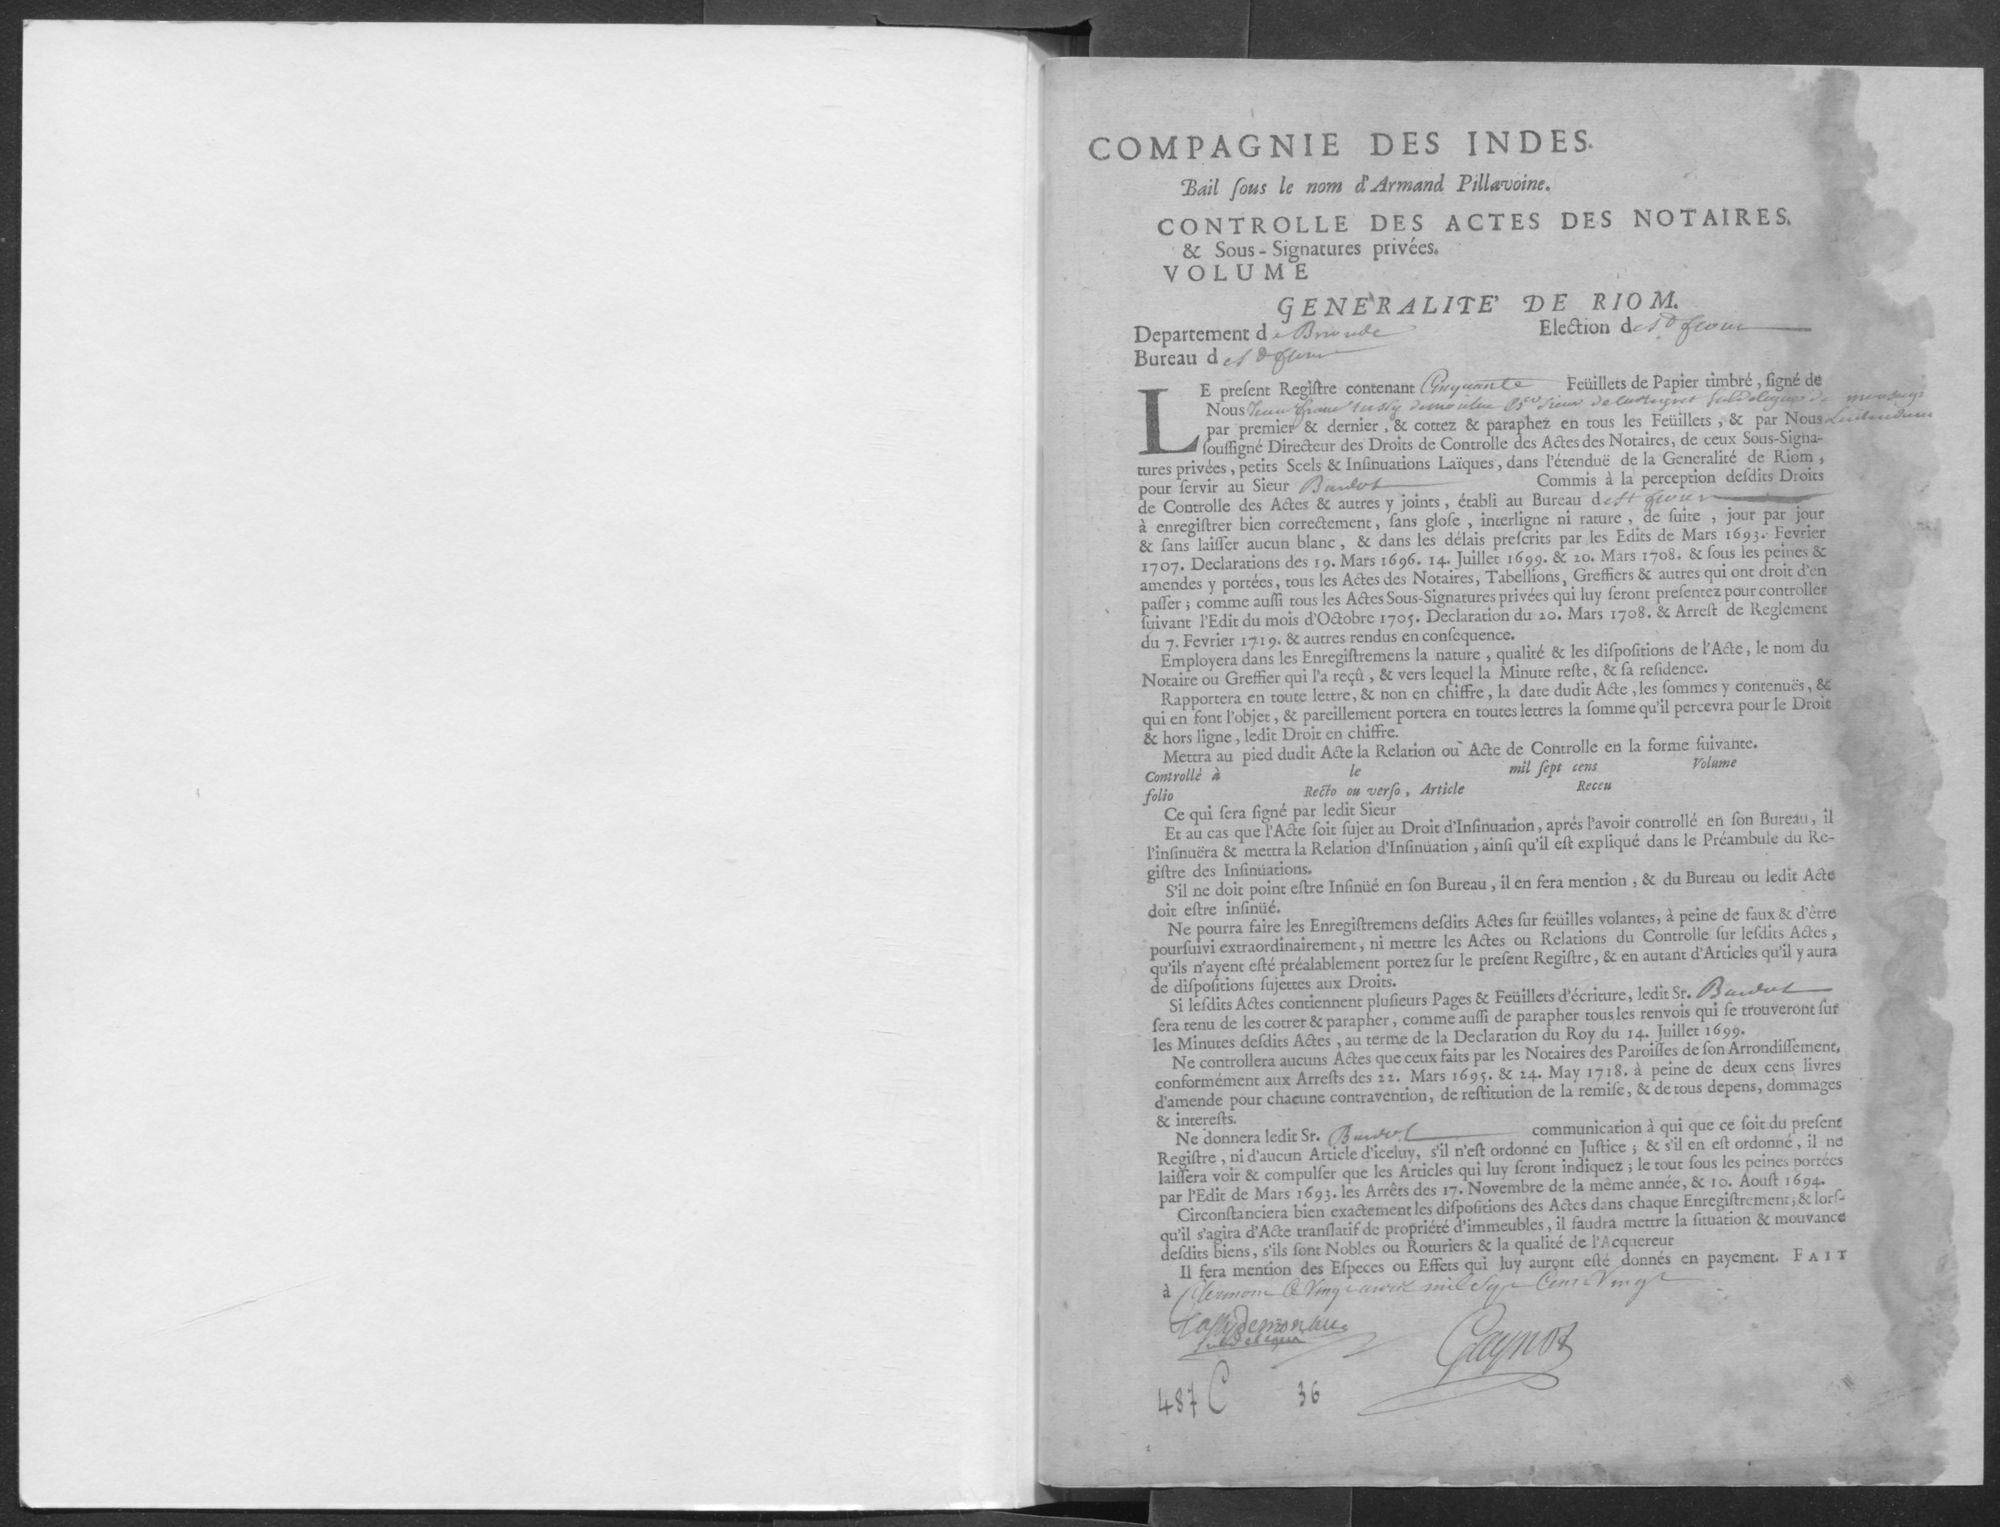 COMPAGNIE DES INDES.
Bail ſous le nom d'Armand Pillavoine.
CONTROLLE DES ACTES DES NOTAIRES,
& Sous-Signatures privées.
VOLUME
GENERALITE' DE RIOM.
Departement de Brioude Election de St flour
Bureau de St flour
LE preſent Regiſtre contenant Cinquante Feüillets de Papier timbré, ſigné de
Nous
par premier & dernier, & cottez & paraphez en tous les Feüillets, & par Nous
ſouſſigné Directeur des Droits de Controlle des Actes des Notaires, de ceux Sous-Signa-
tures privées, petits Scels & Inſinuations Laïques, dans l'étenduë de la Generalité de Riom,
pour ſervir au Sieur Commis à la perception deſdits Droits
de Controlle des Actes & autres y joints, établi au Bureau de St flour
à enregiſtrer bien correctement, ſans gloſe, interligne ni rature, de ſuite, jour par jour
& ſans laiſſer aucun blanc, & dans les délais preſcrits par les Edits de Mars 1693. Fevrier
1707. Declarations des 19. Mars 1696. 14. Juillet 1699. & 20. Mars 1708. & ſous les peines &
amendes y portées, tous les Actes des Notaires, Tabellions, Greffiers & autres qui ont droit d'en
paſſer; comme auſſi tous les Actes Sous-Signatures privées qui luy ſeront preſentez pour controller
ſuivant l'Edit du mois d'Octobre 1705. Declaration du 20. Mars 1708. & Arreſt de Reglement
du 7. Fevrier 1719. & autres rendus en conſequence.
Employera dans les Enregiſtremens la nature, qualité & les diſpoſitions de l'Acte, le nom du
Notaire ou Greffier qui l'a reçû, & vers lequel la Minute reſte, & ſa reſidence.
Rapportera en toute lettre, & non en chiffre, la date dudit Acte, les ſommes y contenuës, &
qui en font l'objet, & pareillement portera en toutes lettres la ſomme qu'il percevra pour le Droit
& hors ligne, ledit Droit en chiffre.
Mettra au pied dudit Acte la Relation ou Acte de Controlle en la forme ſuivante.
Controllé à le mil ſept cens Volume
folio Recto ou verſo, Article Receu
Ce qui ſera ſigné par ledit Sieur
Et au cas que l'Acte ſoit ſujet au Droit d'Inſinuation, aprés l'avoir controllé en ſon Bureau, il
l'inſinuëra & mettra la Relation d'Inſinüation, ainſi qu'il eſt expliqué dans le Préambule du Re-
giſtre des Inſinüations.
S'il ne doit point eſtre Inſinüé en ſon Bureau, il en fera mention, & du Bureau ou ledit Acte
doit eſtre inſinüé.
Ne pourra faire les Enregiſtremens deſdits Actes ſur feüilles volantes, à peine de faux & d'être
pourſuivi extraordinairement, ni mettre les Actes ou Relations du Controlle ſur leſdits Actes,
qu'ils n'ayent eſté préalablement portez ſur le preſent Regiſtre, & en autant d'Articles qu'il y aura
de diſpoſitions ſujettes aux Droits.
Si leſdits Actes contiennent pluſieurs Pages & Feüillets d'écriture, ledit Sr.
ſera tenu de les cotter & parapher, comme auſſi de parapher tous les renvois qui ſe trouveront ſur
les Minutes deſdits Actes, au terme de la Declaration du Roy du 14. Juillet 1699.
Ne controllera aucuns Actes que ceux faits par les Notaires des Paroiſſes de ſon Arrondiſſement,
conformément aux Arreſts des 22. Mars 1695. & 24. May 1718. à peine de deux cens livres
d'amende pour chacune contravention, de reſtitution de la remiſe, & de tous depens, dommages
& intereſts.
Ne donnera ledit Sr. communication à qui que ce ſoit du preſent
Regiſtre, ni d'aucun Article d'iceluy, s'il n'eſt ordonné en Juſtice; & s'il en eſt ordonné, il ne
laiſſera voir & compulſer que les Articles qui luy ſeront indiquez; le tout ſous les peines portées
par l'Edit de Mars 1693. les Arrêts des 17. Novembre de la même année, & 10. Aouſt 1694.
Circonſtanciera bien exactement les diſpoſitions des Actes dans chaque Enregiſtrement; & lorſ-
qu'il s'agira d'Acte tranſlatif de propriété d'immeubles, il faudra mettre la ſituation & mouvance
deſdits biens, s'ils ſont Nobles ou Roturiers & la qualité de l'Acquereur
Il fera mention des Eſpeces ou Effets qui luy auront eſté donnés en payement. FAIT
à Clermont ce Vingt avril mil Sept Cens Vingt
Gaynot
487 C 36